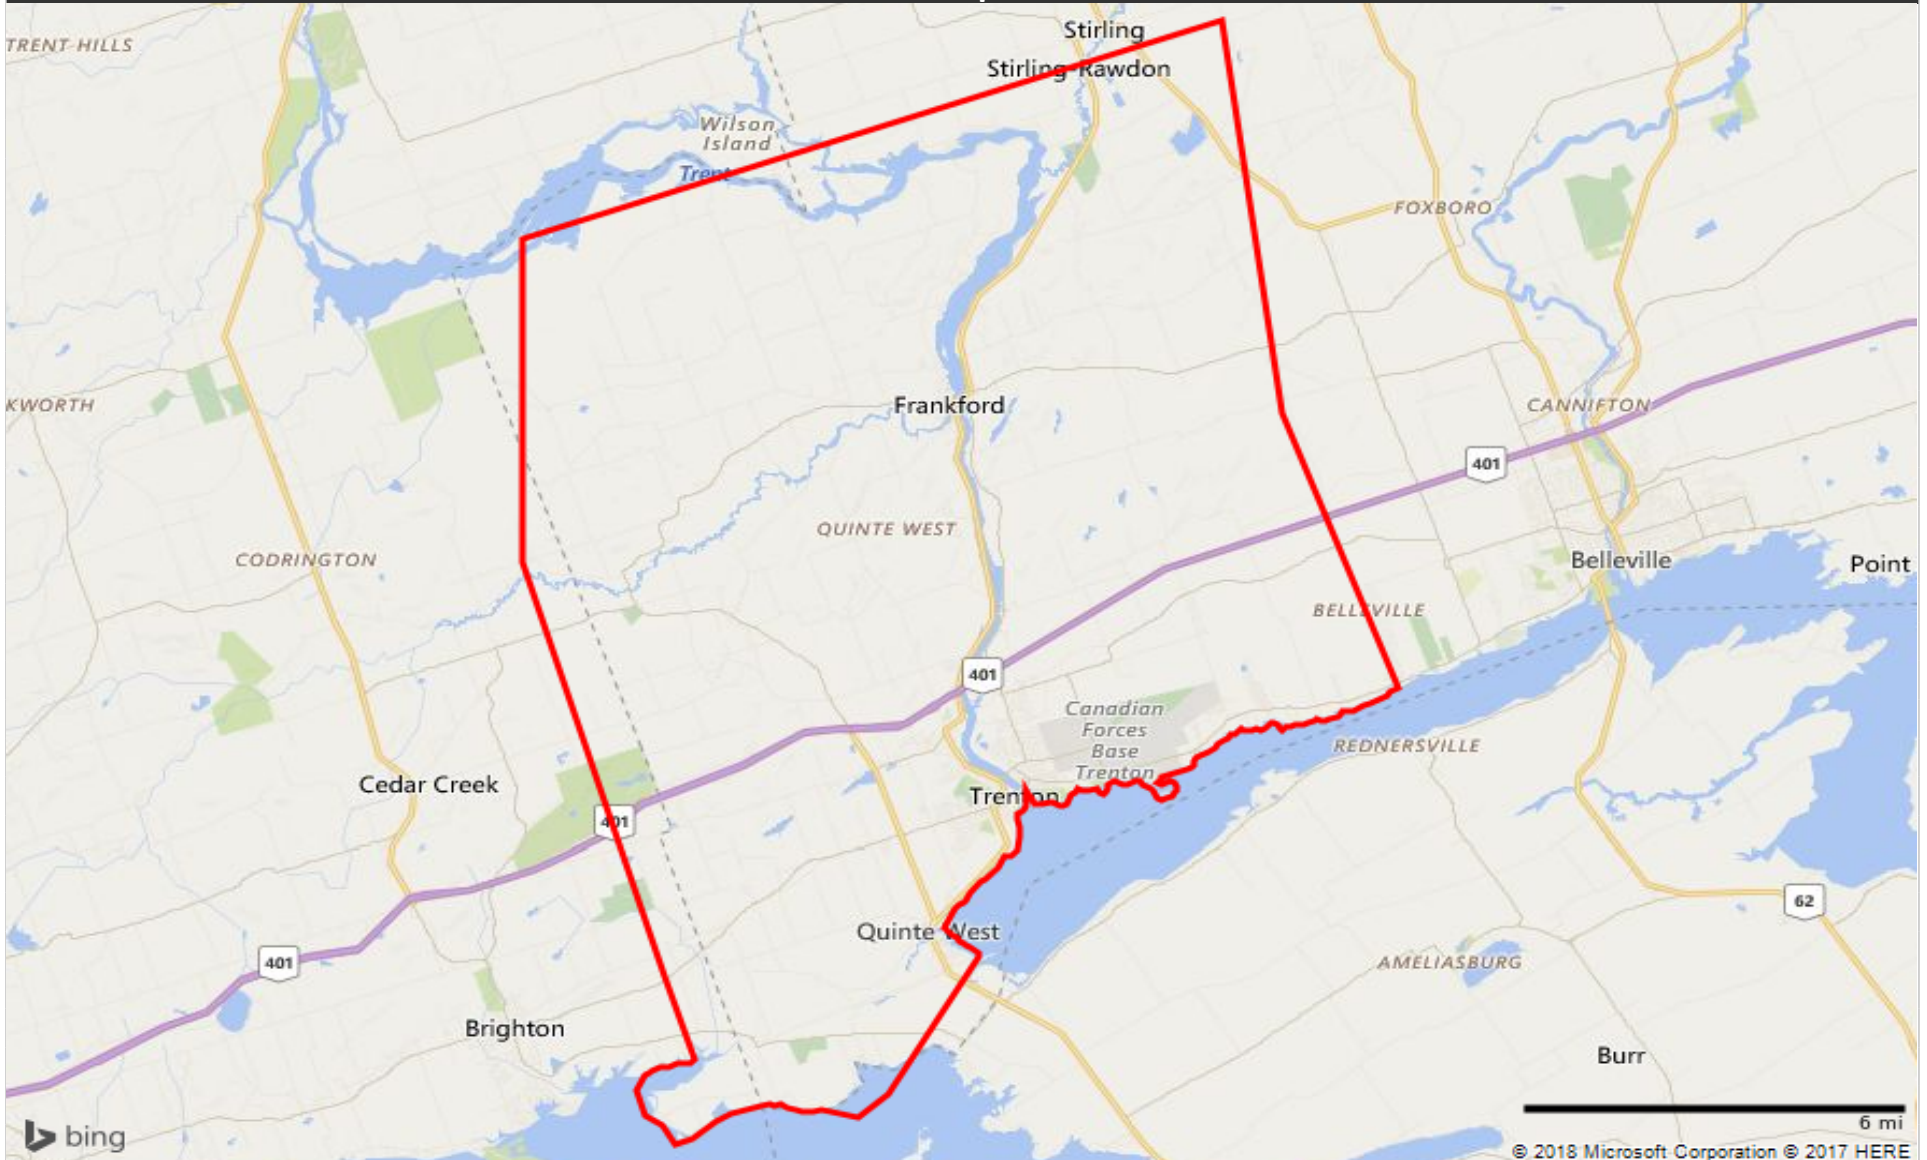 Stirling
TRENT HILLS
Stirling-Rawdon
Wilson
Island
Trent
FOXBORO
KWORTH
Frankford
CANNIFTON
401
QUINTE WEST
CODRINGTON
Belleville
Point
BELLEVILLE
401
Canadian
Forces
Base
Trenton
REDNERSVILLE
Cedar Creek
Trenton
401
62
Quinte West
401
AMELIASBURG
Brighton
Burr
6 mi
bing
© 2018 Microsoft Corporation © 2017 HERE